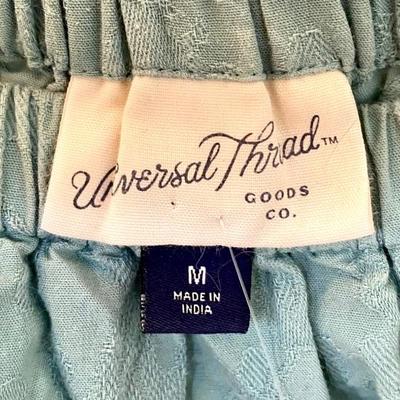 Universal Thread™
GOODS
CO.
M
MADE IN
INDIA